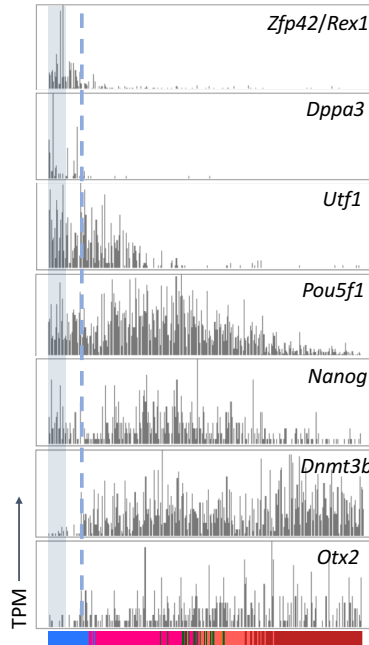 Zfp42/Rex1
Dppa3
Utf1
Pou5f1
Nanog
Dnmt3b
Otx2
TPM